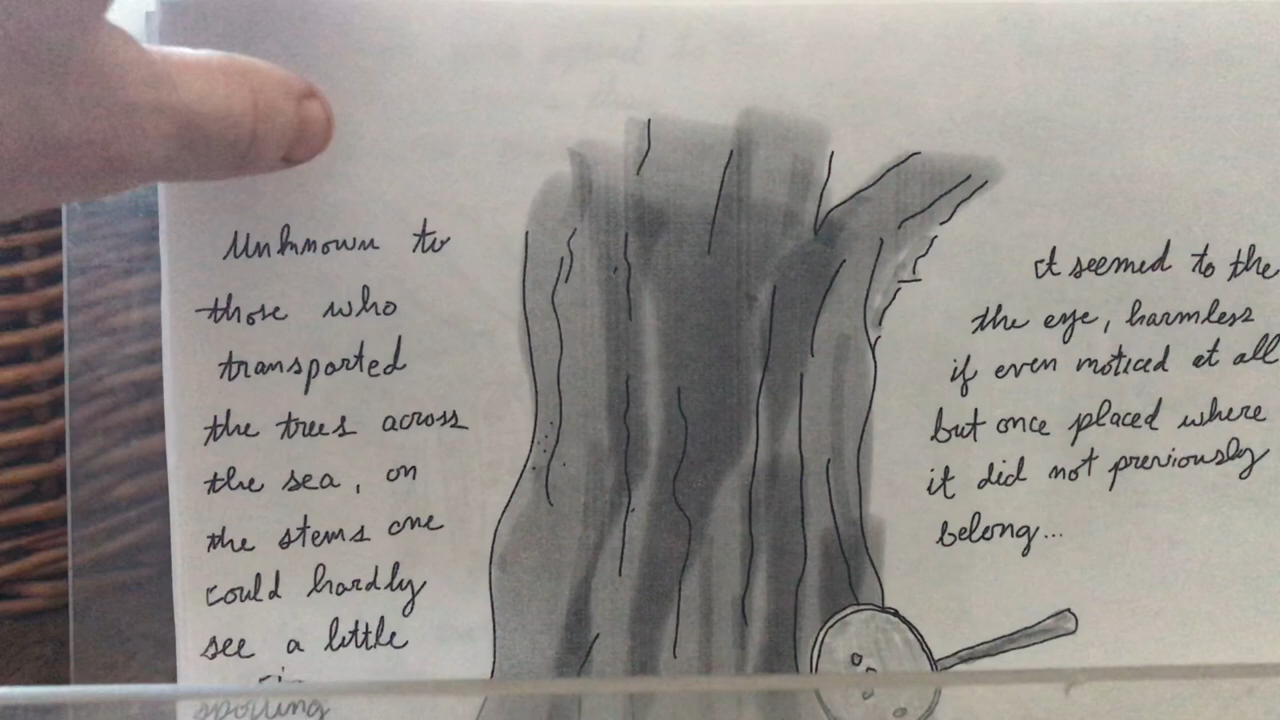 Unknown to
those who
transported
the trees across
the sea, on
the stems one
could hardly
see a little
spotting
it seemed to the
the eye, harmless
if even noticed at all
but once placed where
it did not previously
belong...